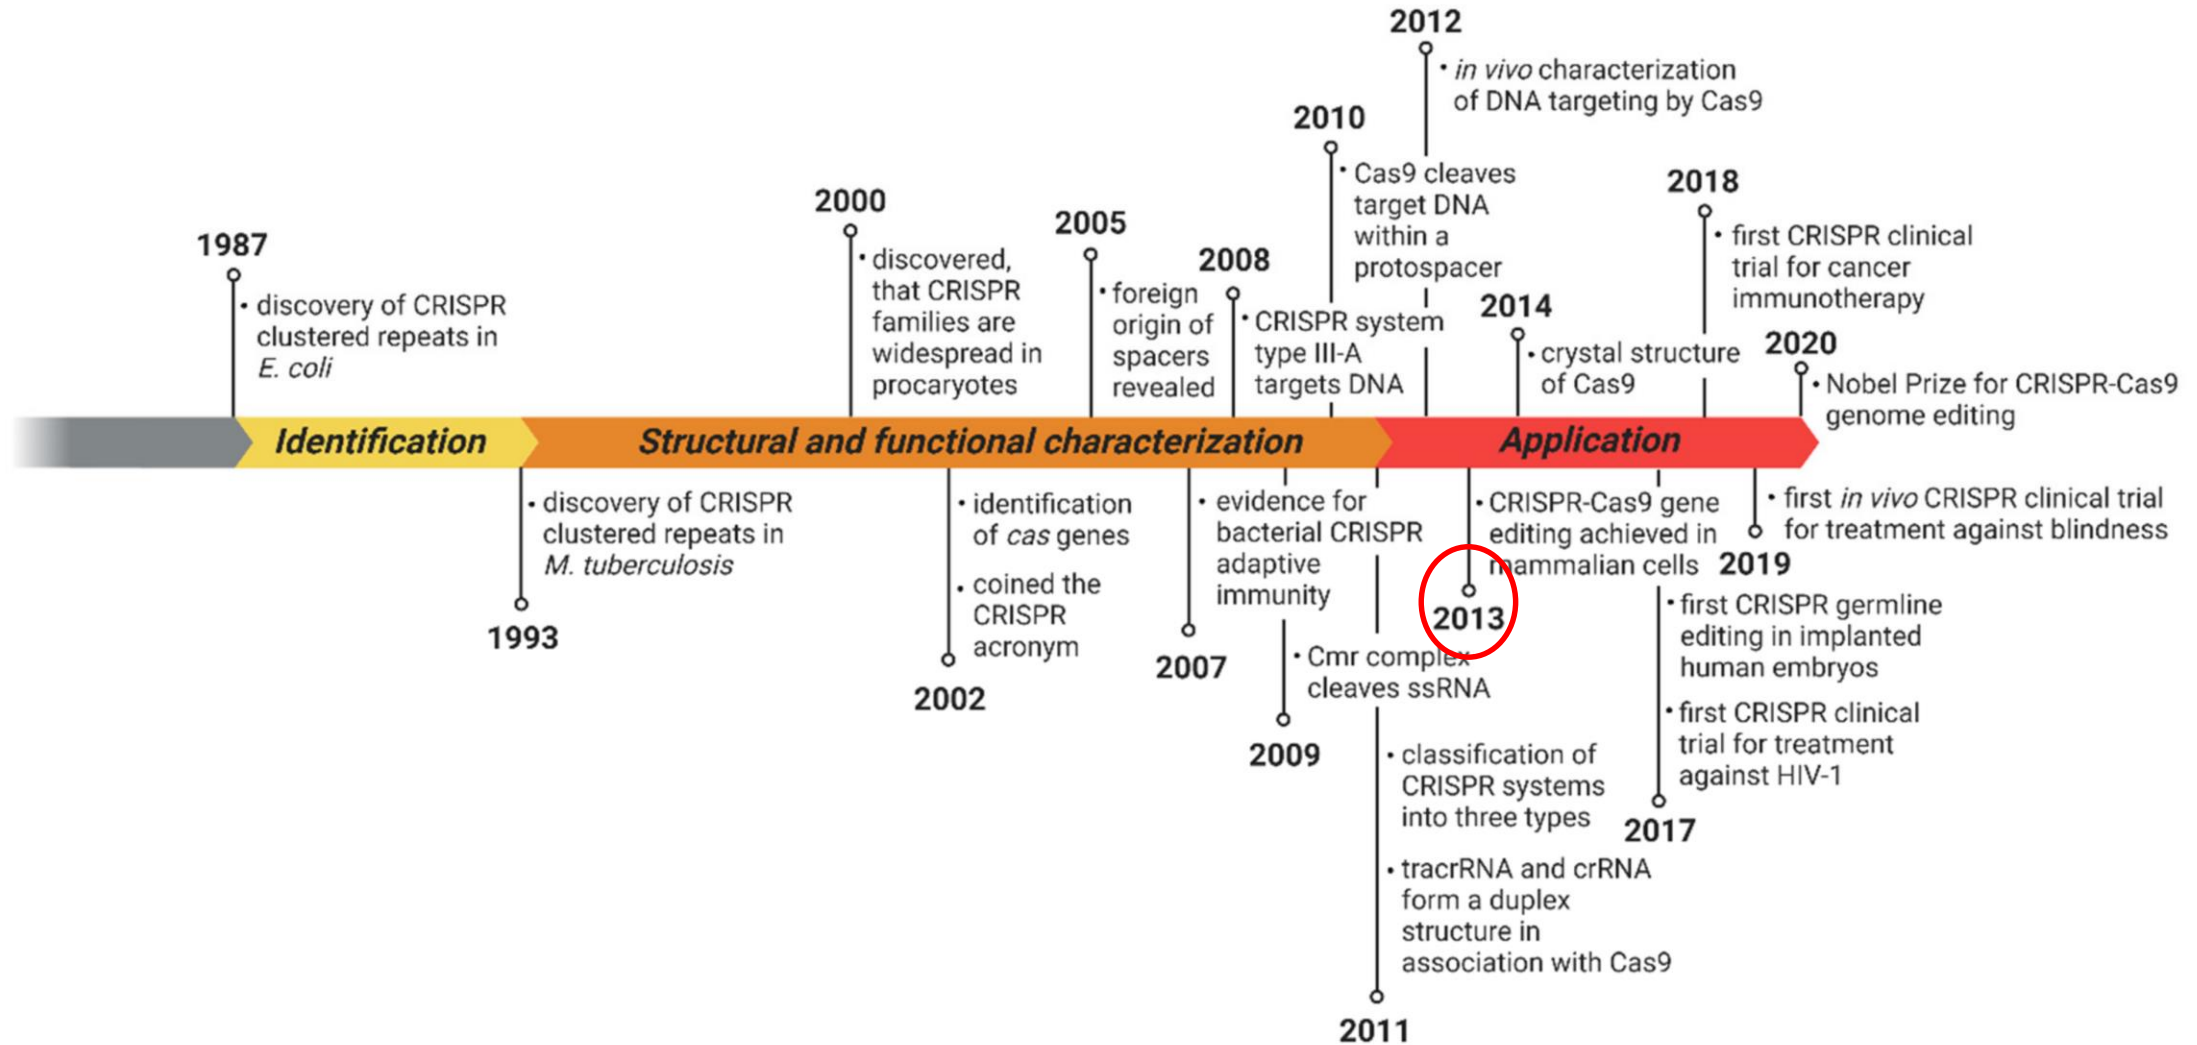 1987
• discovery of CRISPR
clustered repeats in
E. coli
2000
• discovered,
that CRISPR
families are
widespread in
procaryotes
2005
• foreign
origin of
spacers
revealed
2008
• CRISPR system
type III-A
targets DNA
2010
• Cas9 cleaves
target DNA
within a
protospacer
2012
• in vivo characterization
of DNA targeting by Cas9
2014
• crystal structure
of Cas9
2018
• first CRISPR clinical
trial for cancer
immunotherapy
2020
• Nobel Prize for CRISPR-Cas9
genome editing
Identification
Structural and functional characterization
Application
• discovery of CRISPR
clustered repeats in
M. tuberculosis
1993
• identification
of cas genes
• coined the
CRISPR
acronym
2002
• evidence for
bacterial CRISPR
adaptive
immunity
2007
• Cmr complex
cleaves ssRNA
2009
• classification of
CRISPR systems
into three types
• tracrRNA and crRNA
form a duplex
structure in
association with Cas9
2011
• CRISPR-Cas9 gene
editing achieved in
mammalian cells
2013
• first CRISPR germline
editing in implanted
human embryos
• first CRISPR clinical
trial for treatment
against HIV-1
2017
• first in vivo CRISPR clinical trial
for treatment against blindness
2019